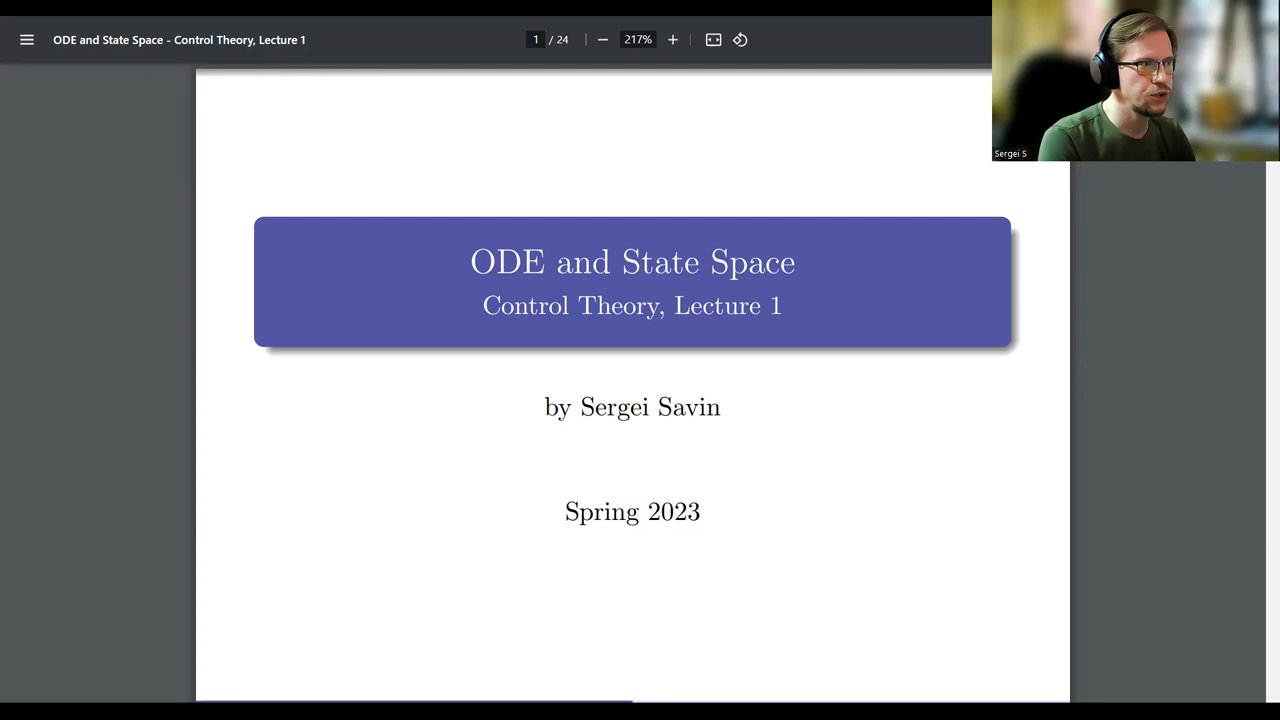 ODE and State Space - Control Theory, Lecture 1
1 / 24
217%
Sergei S
ODE and State Space
Control Theory, Lecture 1
by Sergei Savin
Spring 2023